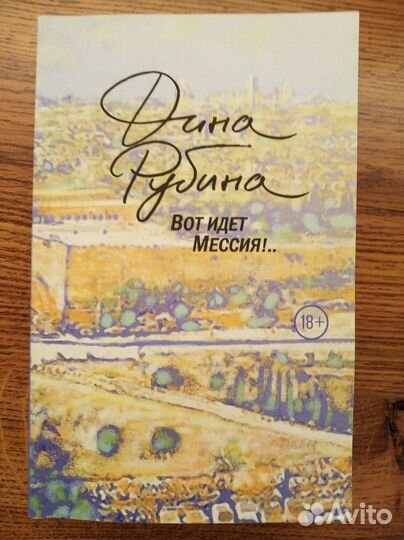 Дина
Рубина
Вот идет
Мессия!..
18+
Avito